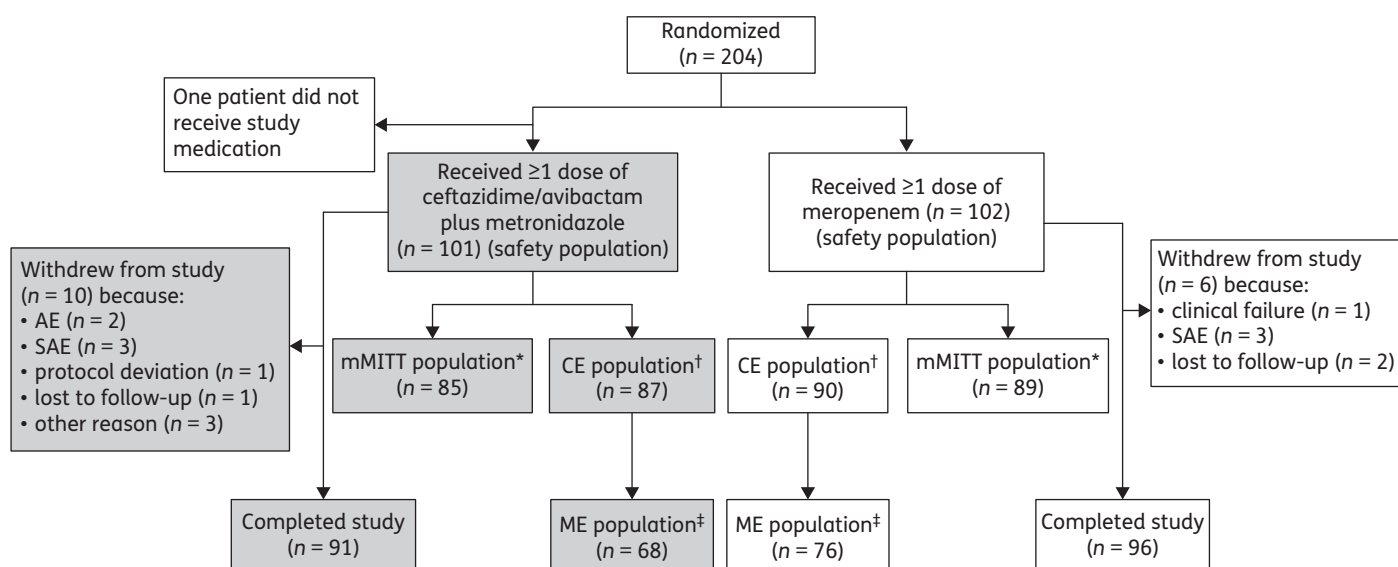 Randomized
(n = 204)
One patient did not
receive study
medication
Received ≥1 dose of
ceftazidime/avibactam
plus metronidazole
(n = 101) (safety population)
Received ≥1 dose of
meropenem (n = 102)
(safety population)
Withdrew from study
(n = 10) because:
• AE (n = 2)
• SAE (n = 3)
• protocol deviation (n = 1)
• lost to follow-up (n = 1)
• other reason (n = 3)
Withdrew from study
(n = 6) because:
• clinical failure (n = 1)
• SAE (n = 3)
• lost to follow-up (n = 2)
mMITT population*
(n = 85)
CE population†
(n = 87)
CE population†
(n = 90)
mMITT population*
(n = 89)
Completed study
(n = 91)
ME population‡
(n = 68)
ME population‡
(n = 76)
Completed study
(n = 96)